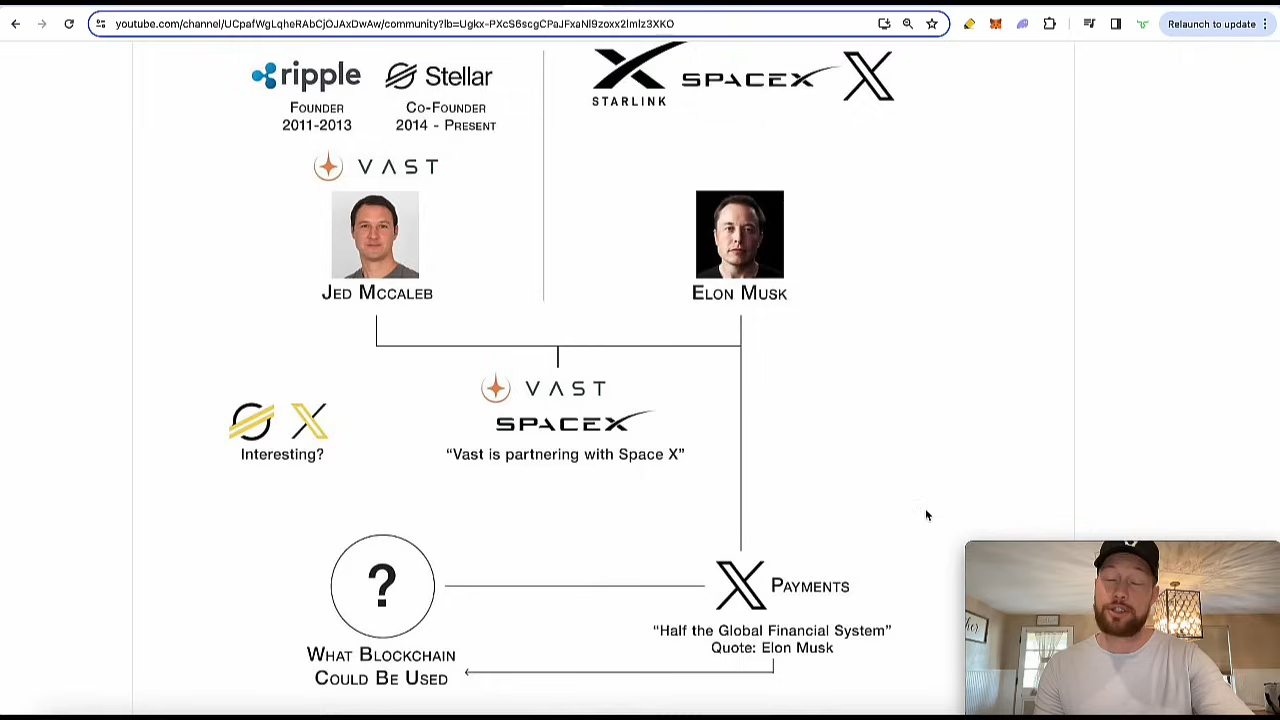 youtube.com/channel/UCpafWgLqheRAbCjOJAxDwAw/community?lb=Ugkx-PXcS6scgCPaJFxaNl9zoxx2lmlz3XKO
Relaunch to update
ripple
Stellar
STARLINK
SPACEX
X
Founder
2011-2013
Co-Founder
2014 - Present
VAST
Jed Mccaleb
Elon Musk
VAST
SPACEX
"Vast is partnering with Space X"
X
Interesting?
?
What Blockchain
Could Be Used
X Payments
"Half the Global Financial System"
Quote: Elon Musk